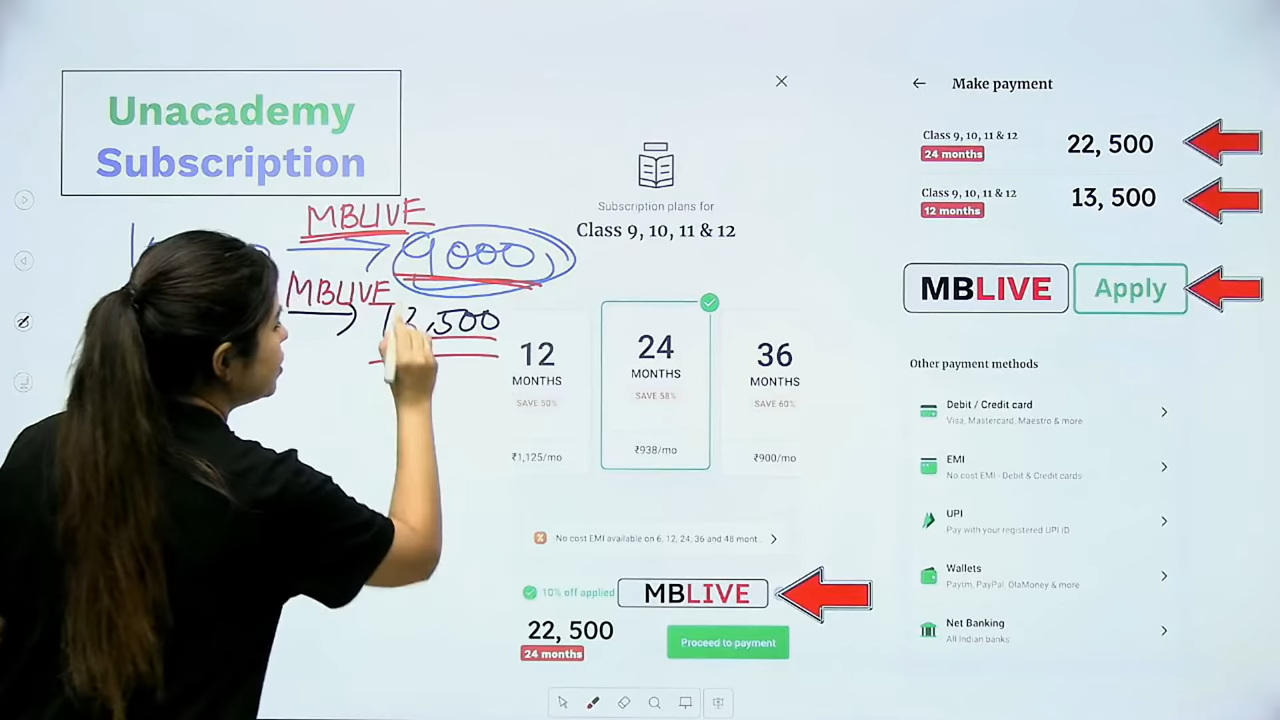 Unacademy
Subscription
MBLIVE
9000
MBLIVE
13,500
Subscription plans for
Class 9, 10, 11 & 12
12
MONTHS
SAVE 50%
₹1,125/mo
24
MONTHS
SAVE 58%
₹938/mo
36
MONTHS
SAVE 60%
₹900/mo
No cost EMI available on 6, 12, 24, 36 and 48 mont...
10% off applied
MBLIVE
22, 500
24 months
Proceed to payment
Make payment
Class 9, 10, 11 & 12
24 months
22, 500
Class 9, 10, 11 & 12
12 months
13, 500
MBLIVE
Apply
Other payment methods
Debit / Credit card
Visa, Mastercard, Maestro & more
EMI
No cost EMI - Debit & Credit cards
UPI
Pay with your registered UPI ID
Wallets
Paytm, PayPal, OlaMoney & more
Net Banking
All Indian banks